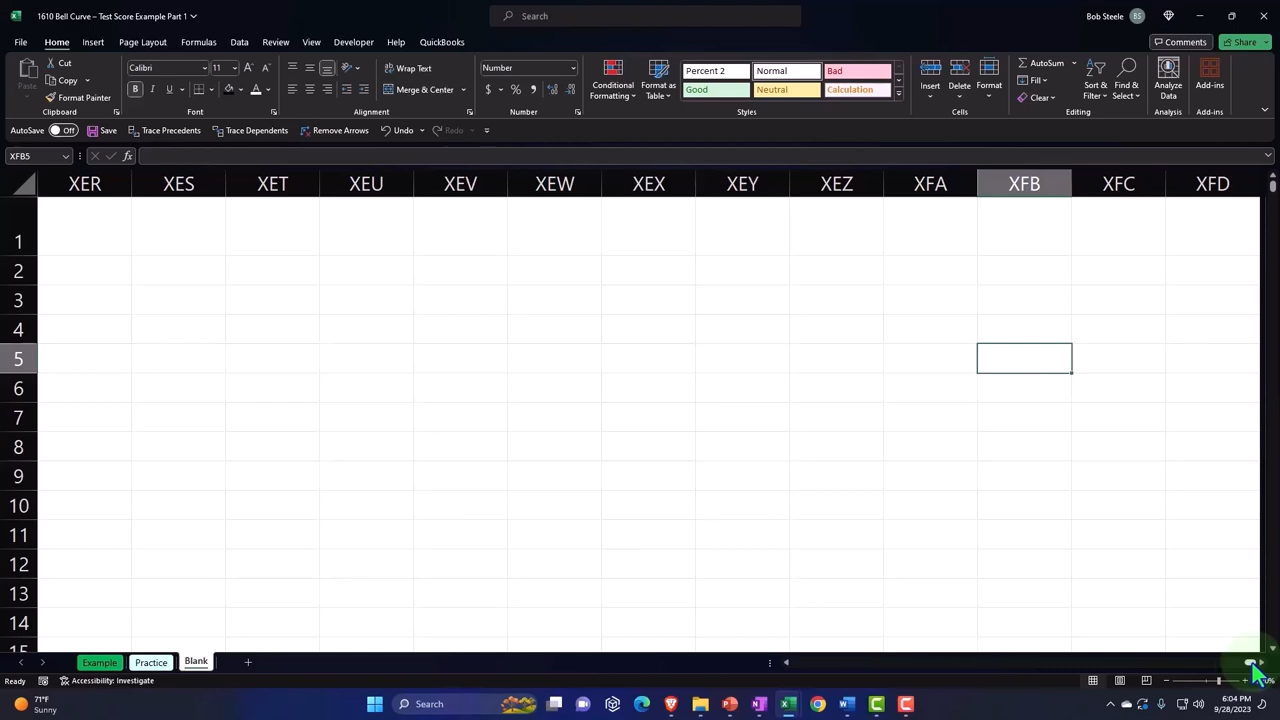 1610 Bell Curve – Test Score Example Part 1
Search
Bob Steele
BS
File
Home
Insert
Page Layout
Formulas
Data
Review
View
Developer
Help
QuickBooks
Comments
Share
Paste
Cut
Copy
Format Painter
Clipboard
Calibri
11
Font
Wrap Text
Merge & Center
Alignment
Number
Number
Conditional
Formatting
Format as
Table
Percent 2
Normal
Bad
Good
Neutral
Calculation
Styles
Insert
Delete
Format
Cells
AutoSum
Fill
Clear
Sort &
Filter
Find &
Select
Editing
Analyze
Data
Analysis
Add-ins
Add-ins
AutoSave
Off
Save
Trace Precedents
Trace Dependents
Remove Arrows
Undo
Redo
XFB5
XER XES XET XEU XEV XEW XEX XEY XEZ XFA XFB XFC XFD
1
2
3
4
5
6
7
8
9
10
11
12
13
14
15
Example
Practice
Blank
Ready
Accessibility: Investigate
71°F
Sunny
Search
6:04 PM
9/28/2023